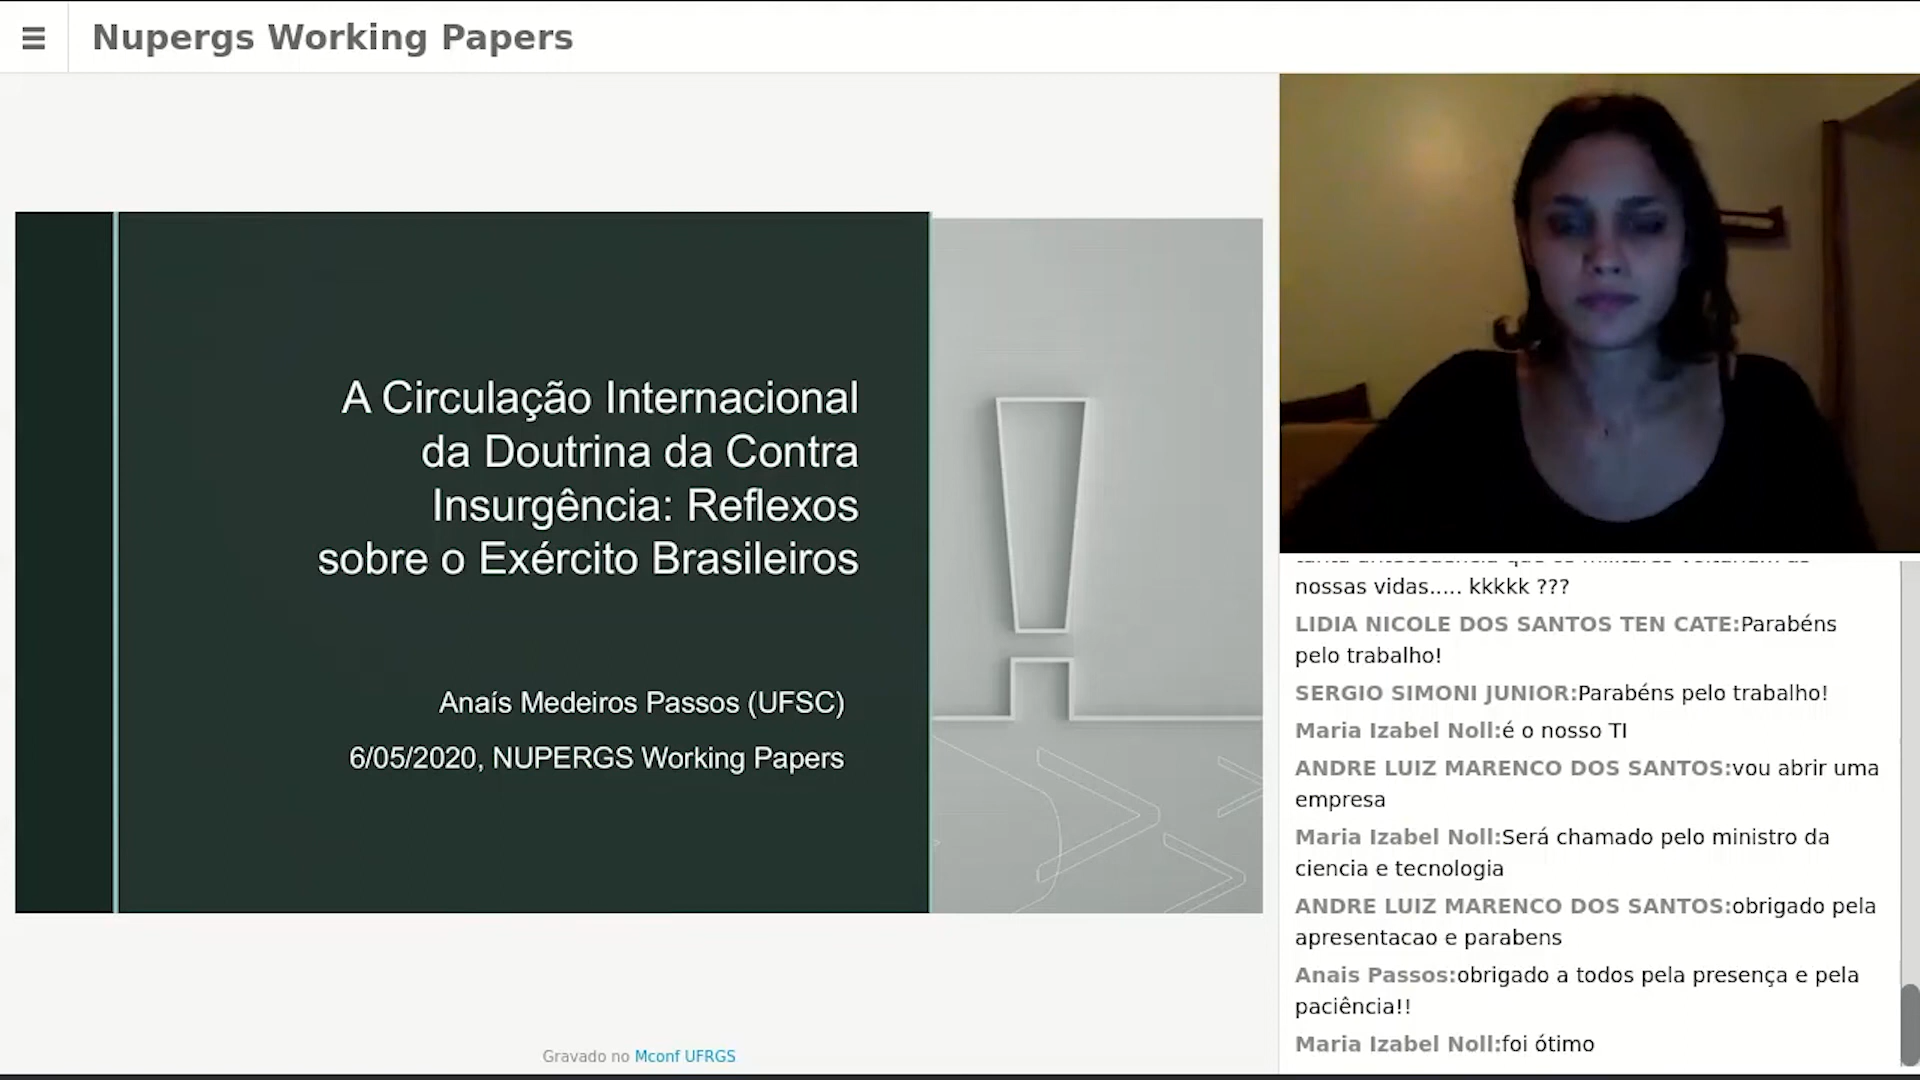 Nupergs Working Papers
A Circulação Internacional
da Doutrina da Contra
Insurgência: Reflexos
sobre o Exército Brasileiros
Anaís Medeiros Passos (UFSC)
6/05/2020, NUPERGS Working Papers
Gravado no Mconf UFRGS
nossas vidas..... kkkkk ???
LIDIA NICOLE DOS SANTOS TEN CATE:Parabéns
pelo trabalho!
SERGIO SIMONI JUNIOR:Parabéns pelo trabalho!
Maria Izabel Noll:é o nosso TI
ANDRE LUIZ MARENCO DOS SANTOS:vou abrir uma
empresa
Maria Izabel Noll:Será chamado pelo ministro da
ciencia e tecnologia
ANDRE LUIZ MARENCO DOS SANTOS:obrigado pela
apresentacao e parabens
Anais Passos:obrigado a todos pela presença e pela
paciência!!
Maria Izabel Noll:foi ótimo